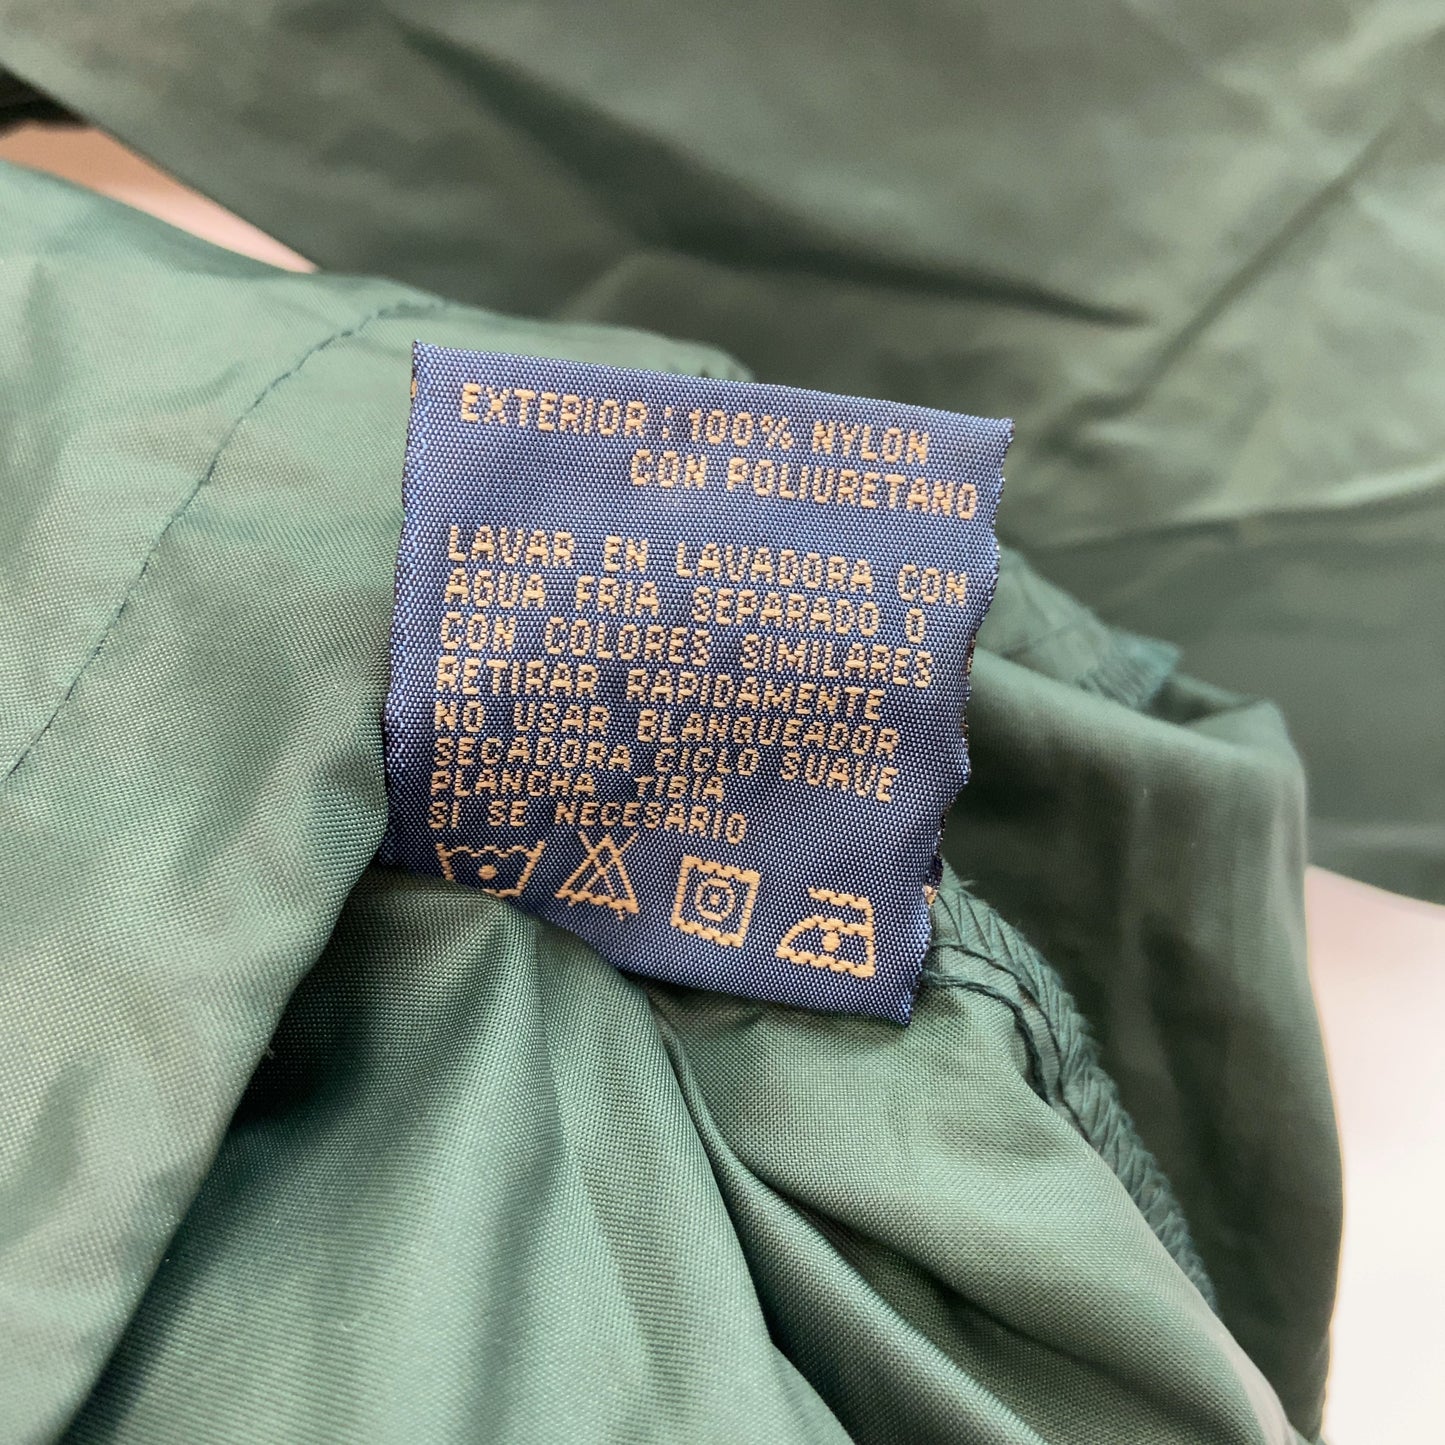 EXTERIOR: 100% NYLON
CON POLIURETANO
LAVAR EN LAVADORA CON
AGUA FRIA SEPARADO O
CON COLORES SIMILARES
RETIRAR RAPIDAMENTE
NO USAR BLANQUEADOR
SECADORA CICLO SUAVE
PLANCHA TIBIA
SI SE NECESARIO